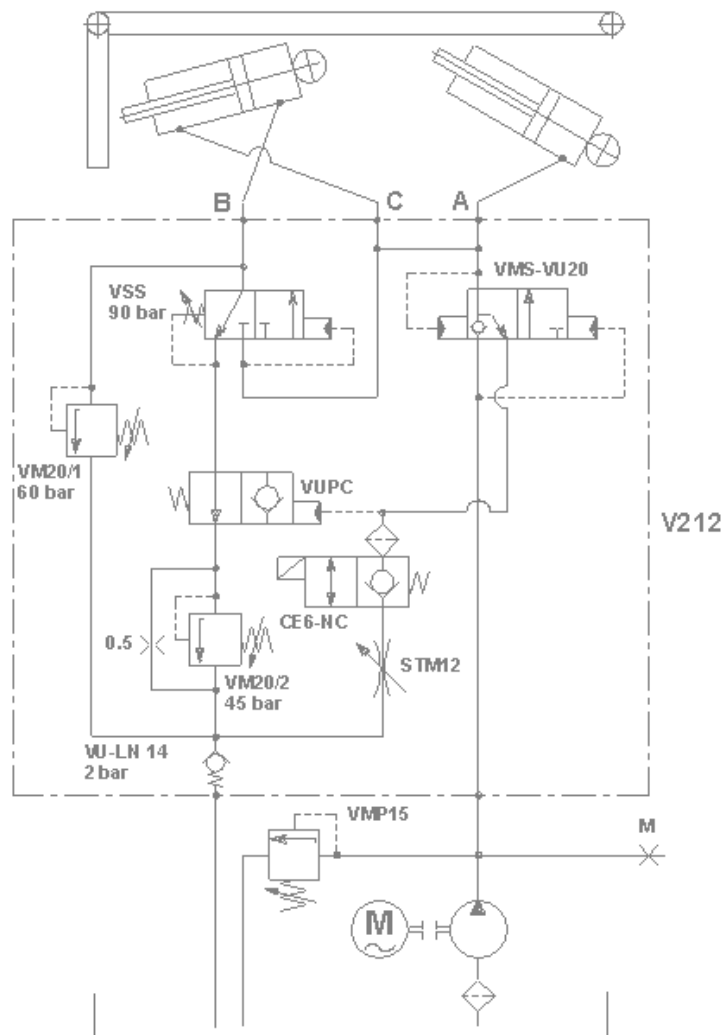 B
C
A
VSS
90 bar
VMS-VU20
VM20/1
60 bar
VUPC
V212
CE6-NC
0.5
STM12
VM20/2
45 bar
VU-LN 14
2 bar
VMP15
M
M